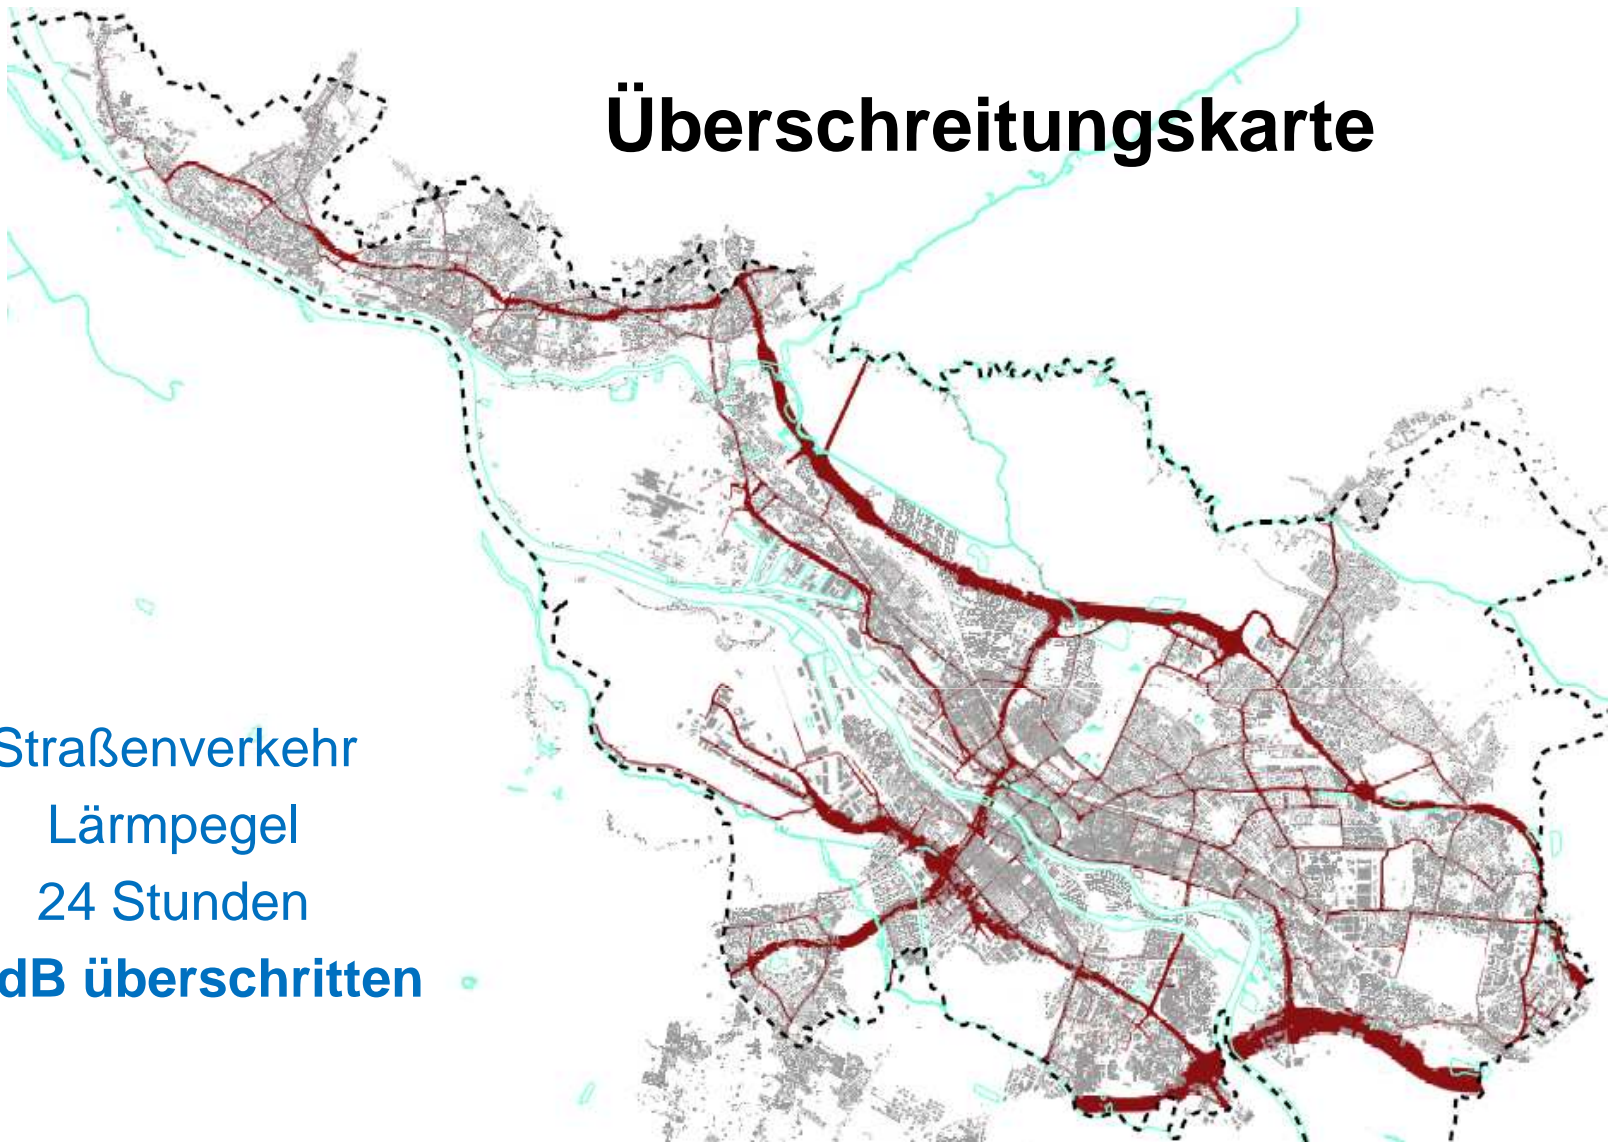 Überschreitungskarte
Straßenverkehr
Lärmpegel
24 Stunden
dB überschritten